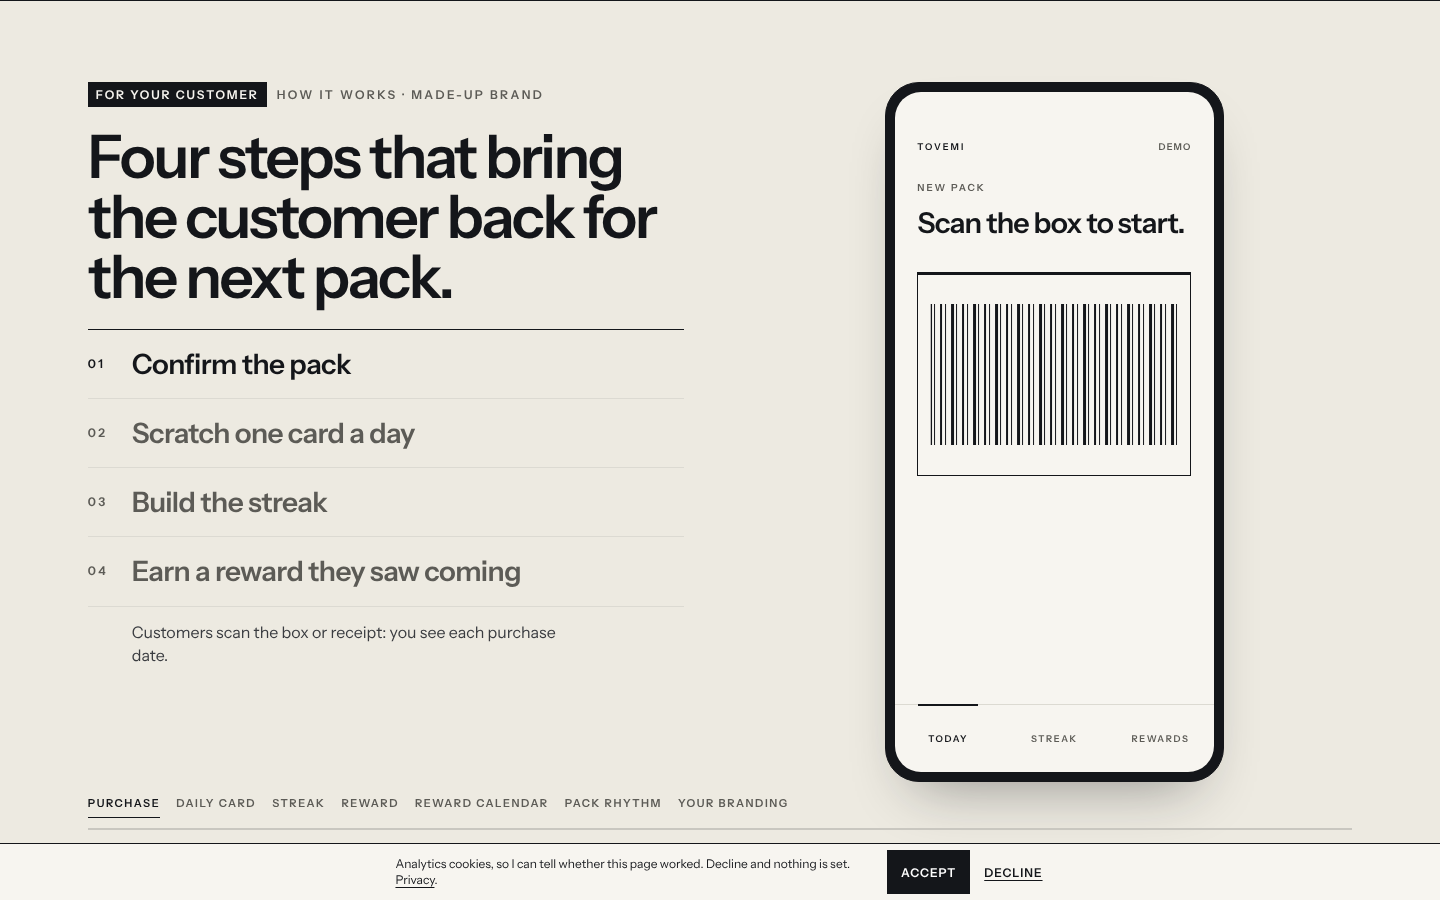 FOR YOUR CUSTOMER HOW IT WORKS · MADE-UP BRAND
Four steps that bring
the customer back for
the next pack.
01 Confirm the pack
02 Scratch one card a day
03 Build the streak
04 Earn a reward they saw coming
Customers scan the box or receipt: you see each purchase
date.
TOVEMI DEMO
NEW PACK
Scan the box to start.
TODAY STREAK REWARDS
PURCHASE DAILY CARD STREAK REWARD REWARD CALENDAR PACK RHYTHM YOUR BRANDING
Analytics cookies, so I can tell whether this page worked. Decline and nothing is set.
Privacy.
ACCEPT DECLINE